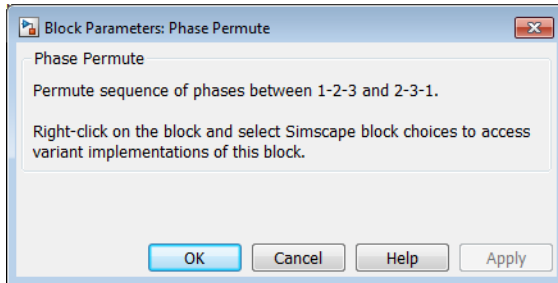 Block Parameters: Phase Permute
Phase Permute
Permute sequence of phases between 1-2-3 and 2-3-1.
Right-click on the block and select Simscape block choices to access
variant implementations of this block.
OK Cancel Help Apply